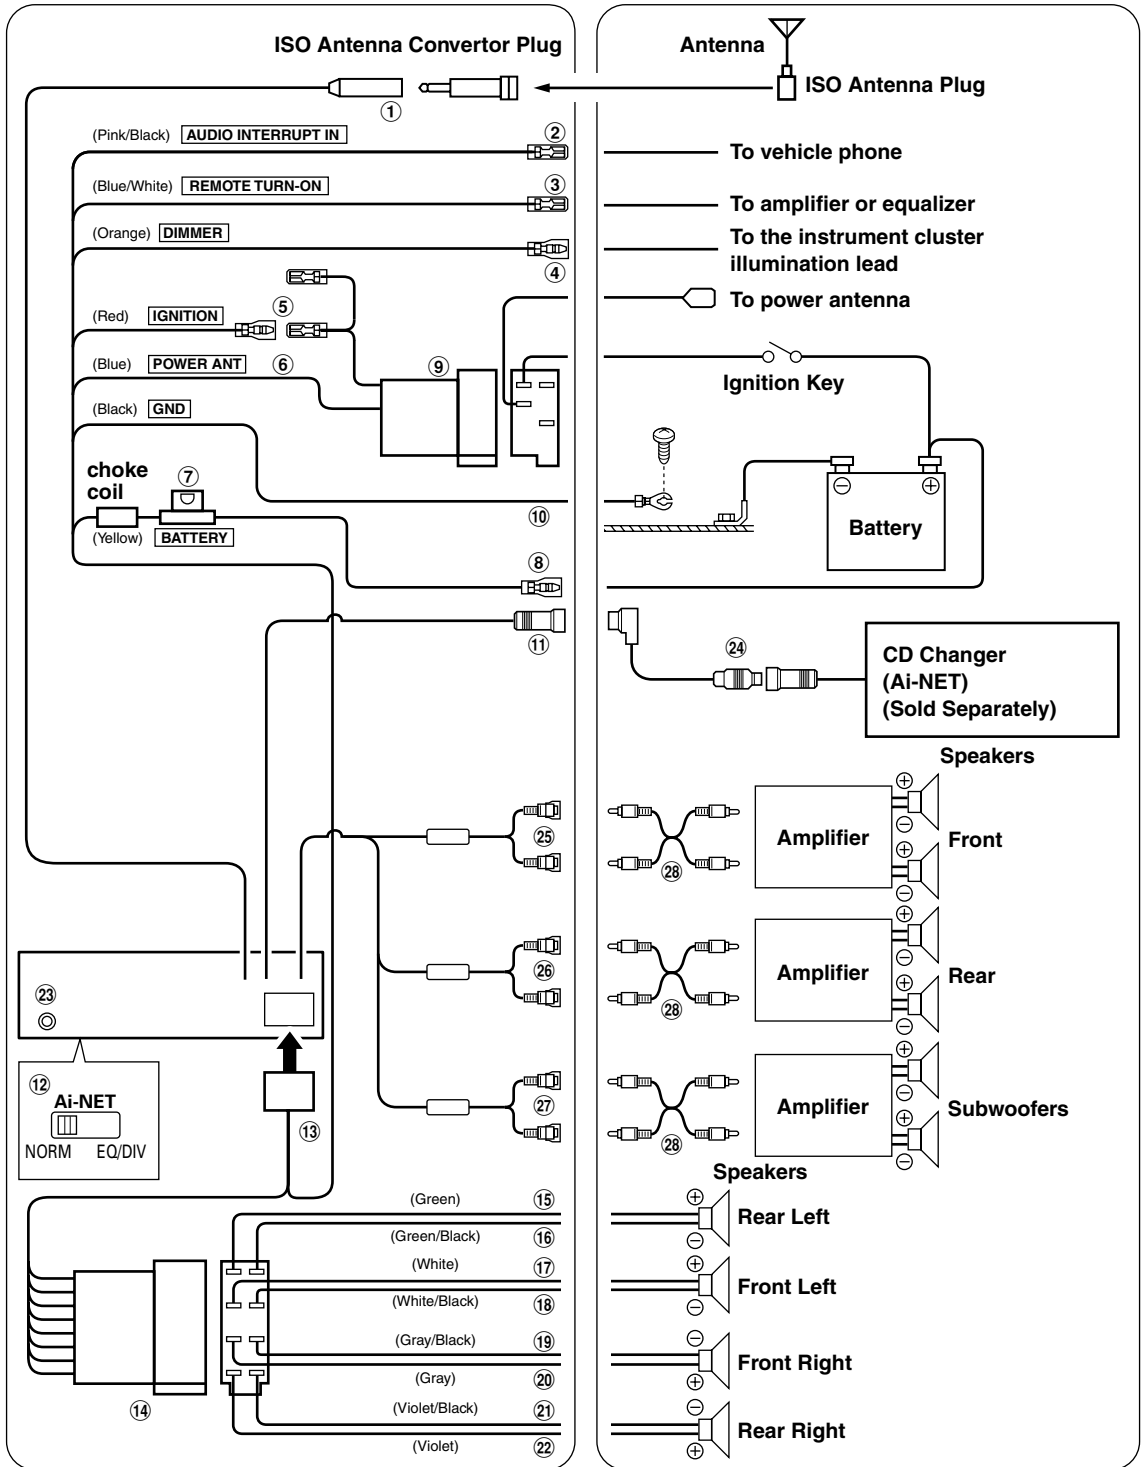 ISO Antenna Convertor Plug
Antenna
ISO Antenna Plug
①
(Pink/Black) AUDIO INTERRUPT IN ②
To vehicle phone
(Blue/White) REMOTE TURN-ON ③
To amplifier or equalizer
(Orange) DIMMER
④
To the instrument cluster
illumination lead
⑤
To power antenna
(Red) IGNITION
(Blue) POWER ANT ⑥
⑨
Ignition Key
(Black) GND
choke
coil
⑦
⑩
⊖ ⊕
Battery
(Yellow) BATTERY
⑧
⑪
㉔
CD Changer
(Ai-NET)
(Sold Separately)
Speakers
㉕
㉘
Amplifier
⊕
⊖
Front
⊕
⊖
㉖
㉘
Amplifier
⊕
⊖
Rear
⊕
⊖
㉓
⑫
Ai-NET
NORM EQ/DIV
⑬
㉗
㉘
Amplifier
⊕
⊖
Subwoofers
⊕
⊖
Speakers
(Green) ⑮
⊕
Rear Left
(Green/Black) ⑯
⊖
(White) ⑰
⊕
Front Left
(White/Black) ⑱
⊖
(Gray/Black) ⑲
⊖
Front Right
(Gray) ⑳
⊕
⑭
(Violet/Black) ㉑
⊖
Rear Right
(Violet) ㉒
⊕